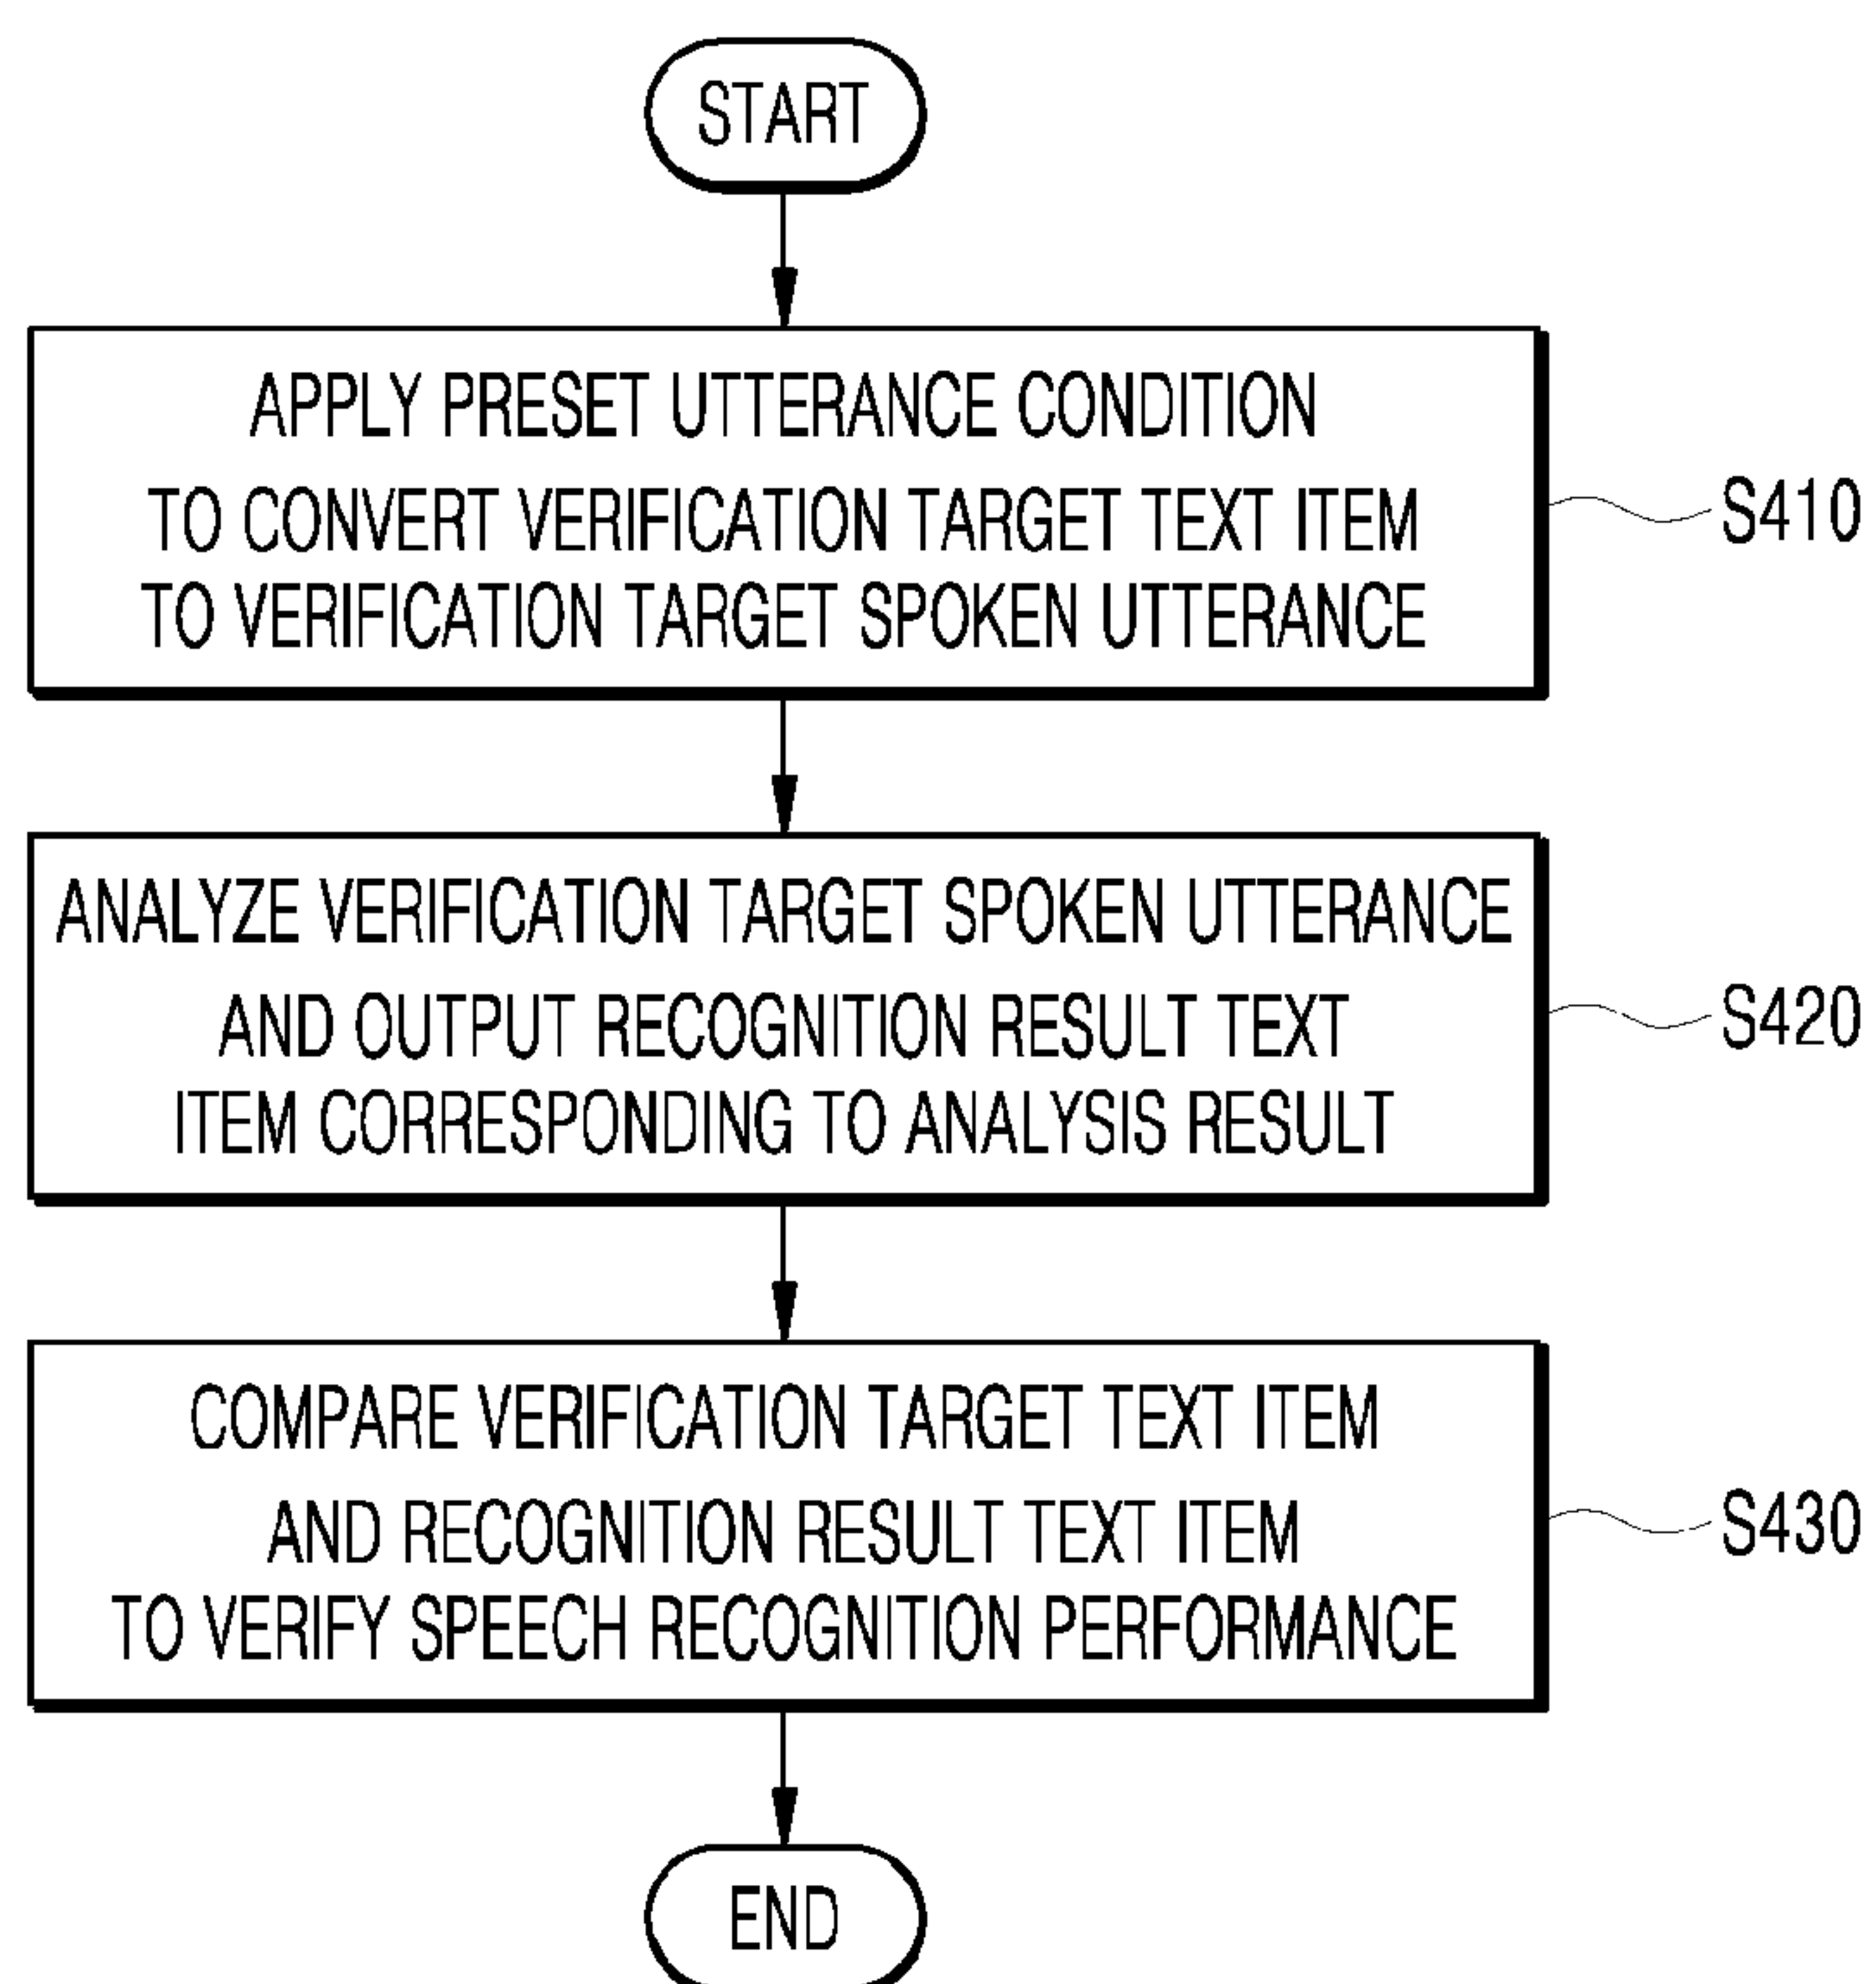 START
APPLY PRESET UTTERANCE CONDITION
TO CONVERT VERIFICATION TARGET TEXT ITEM
TO VERIFICATION TARGET SPOKEN UTTERANCE
S410
ANALYZE VERIFICATION TARGET SPOKEN UTTERANCE
AND OUTPUT RECOGNITION RESULT TEXT
ITEM CORRESPONDING TO ANALYSIS RESULT
S420
COMPARE VERIFICATION TARGET TEXT ITEM
AND RECOGNITION RESULT TEXT ITEM
TO VERIFY SPEECH RECOGNITION PERFORMANCE
S430
END